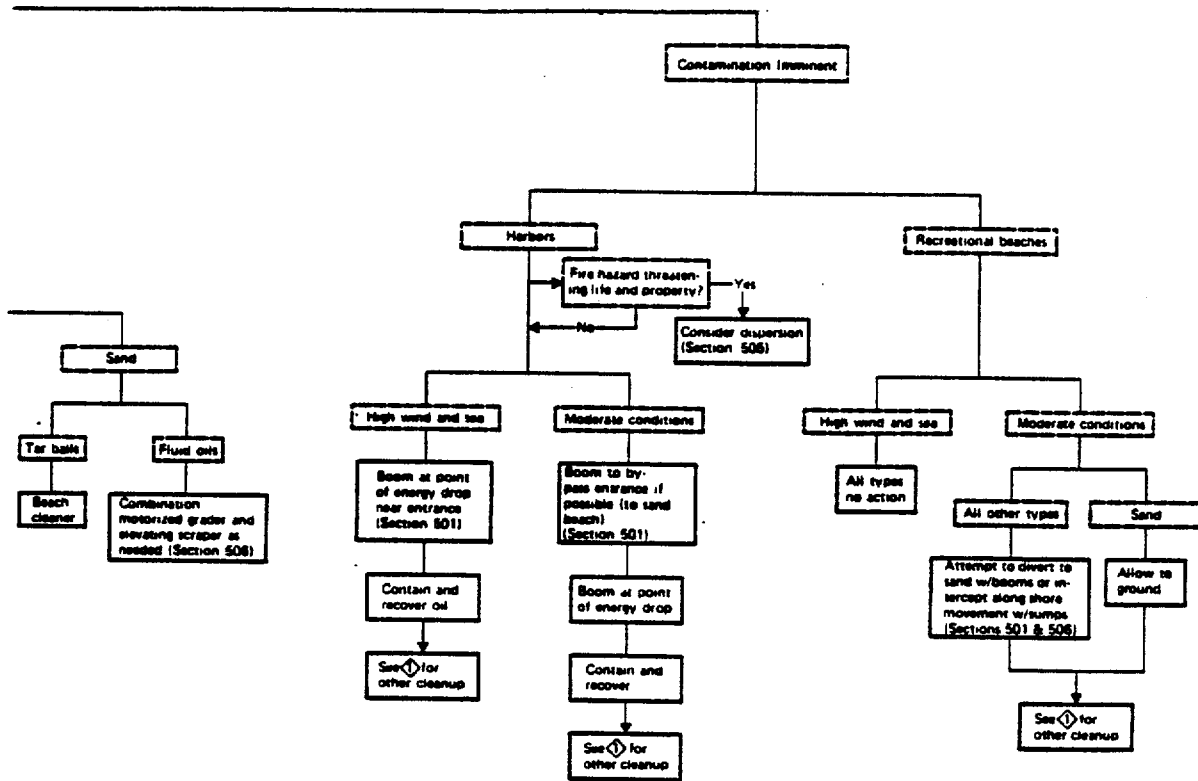 Contamination Imminent
Harbors
Recreational beaches
Fire hazard threaten-
ing life and property?
Yes
No
Consider dispersion
(Section 506)
Sand
Tar balls
Fluid oils
Beach
cleaner
Combination
motorized grader and
elevating scraper as
needed (Section 506)
High wind and sea
Moderate conditions
Boom at point
of energy drop
near entrance
(Section 501)
Boom to by-
pass entrance if
possible (to sand
beach)
(Section 501)
Contain and
recover oil
Boom at point
of energy drop
See 1 for
other cleanup
Contain and
recover
See 1 for
other cleanup
High wind and sea
Moderate conditions
All types
no action
All other types
Sand
Attempt to divert to
sand w/booms or in-
tercept along shore
movement w/sumps
(Sections 501 & 506)
Allow to
ground
See 1 for
other cleanup